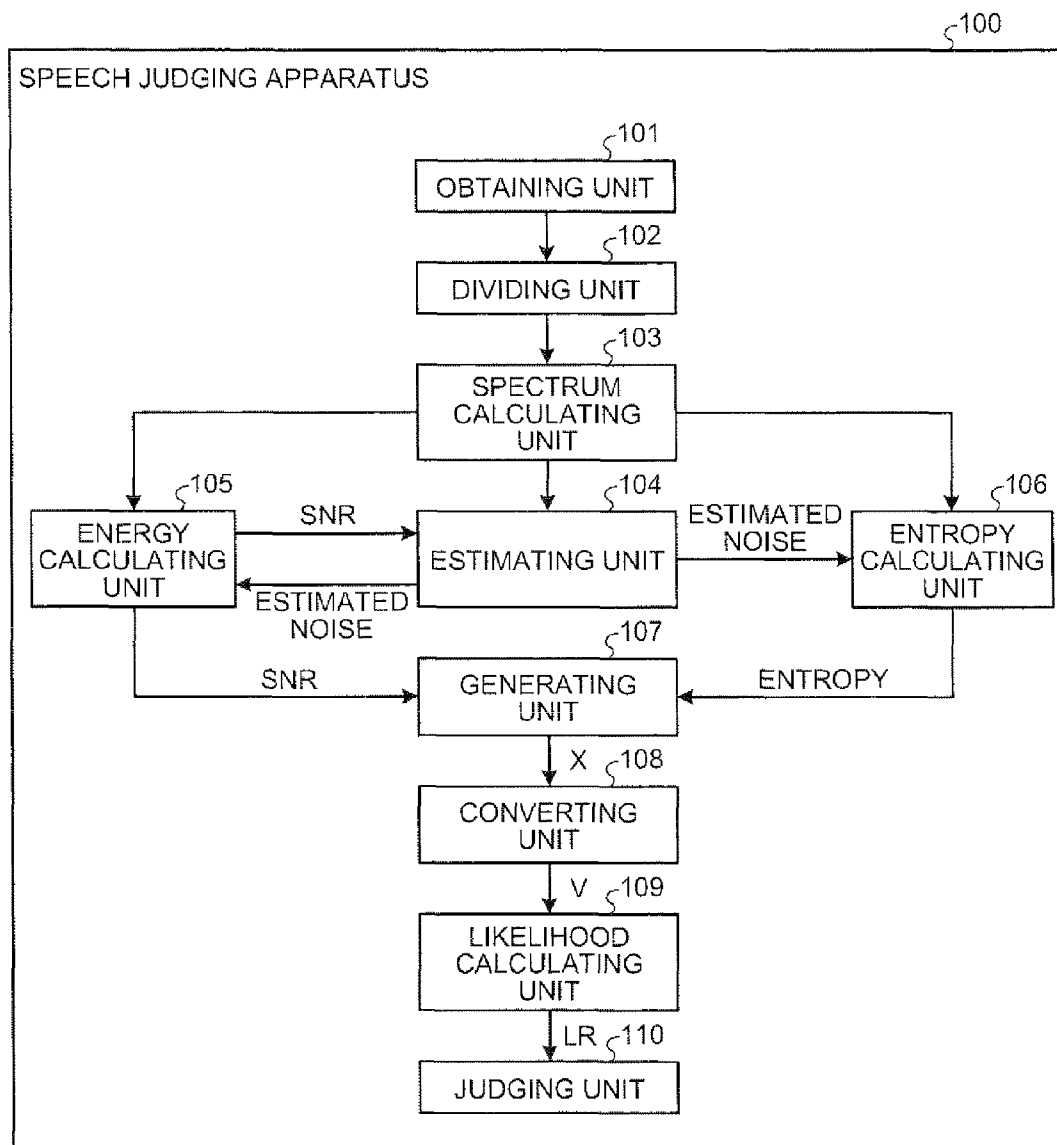 100
SPEECH JUDGING APPARATUS
101
OBTAINING UNIT
102
DIVIDING UNIT
103
SPECTRUM
CALCULATING
UNIT
105
ENERGY
CALCULATING
UNIT
SNR
ESTIMATED
NOISE
104
ESTIMATING UNIT
ESTIMATED
NOISE
106
ENTROPY
CALCULATING
UNIT
SNR
107
GENERATING
UNIT
ENTROPY
X
108
CONVERTING
UNIT
V
109
LIKELIHOOD
CALCULATING
UNIT
LR
110
JUDGING UNIT